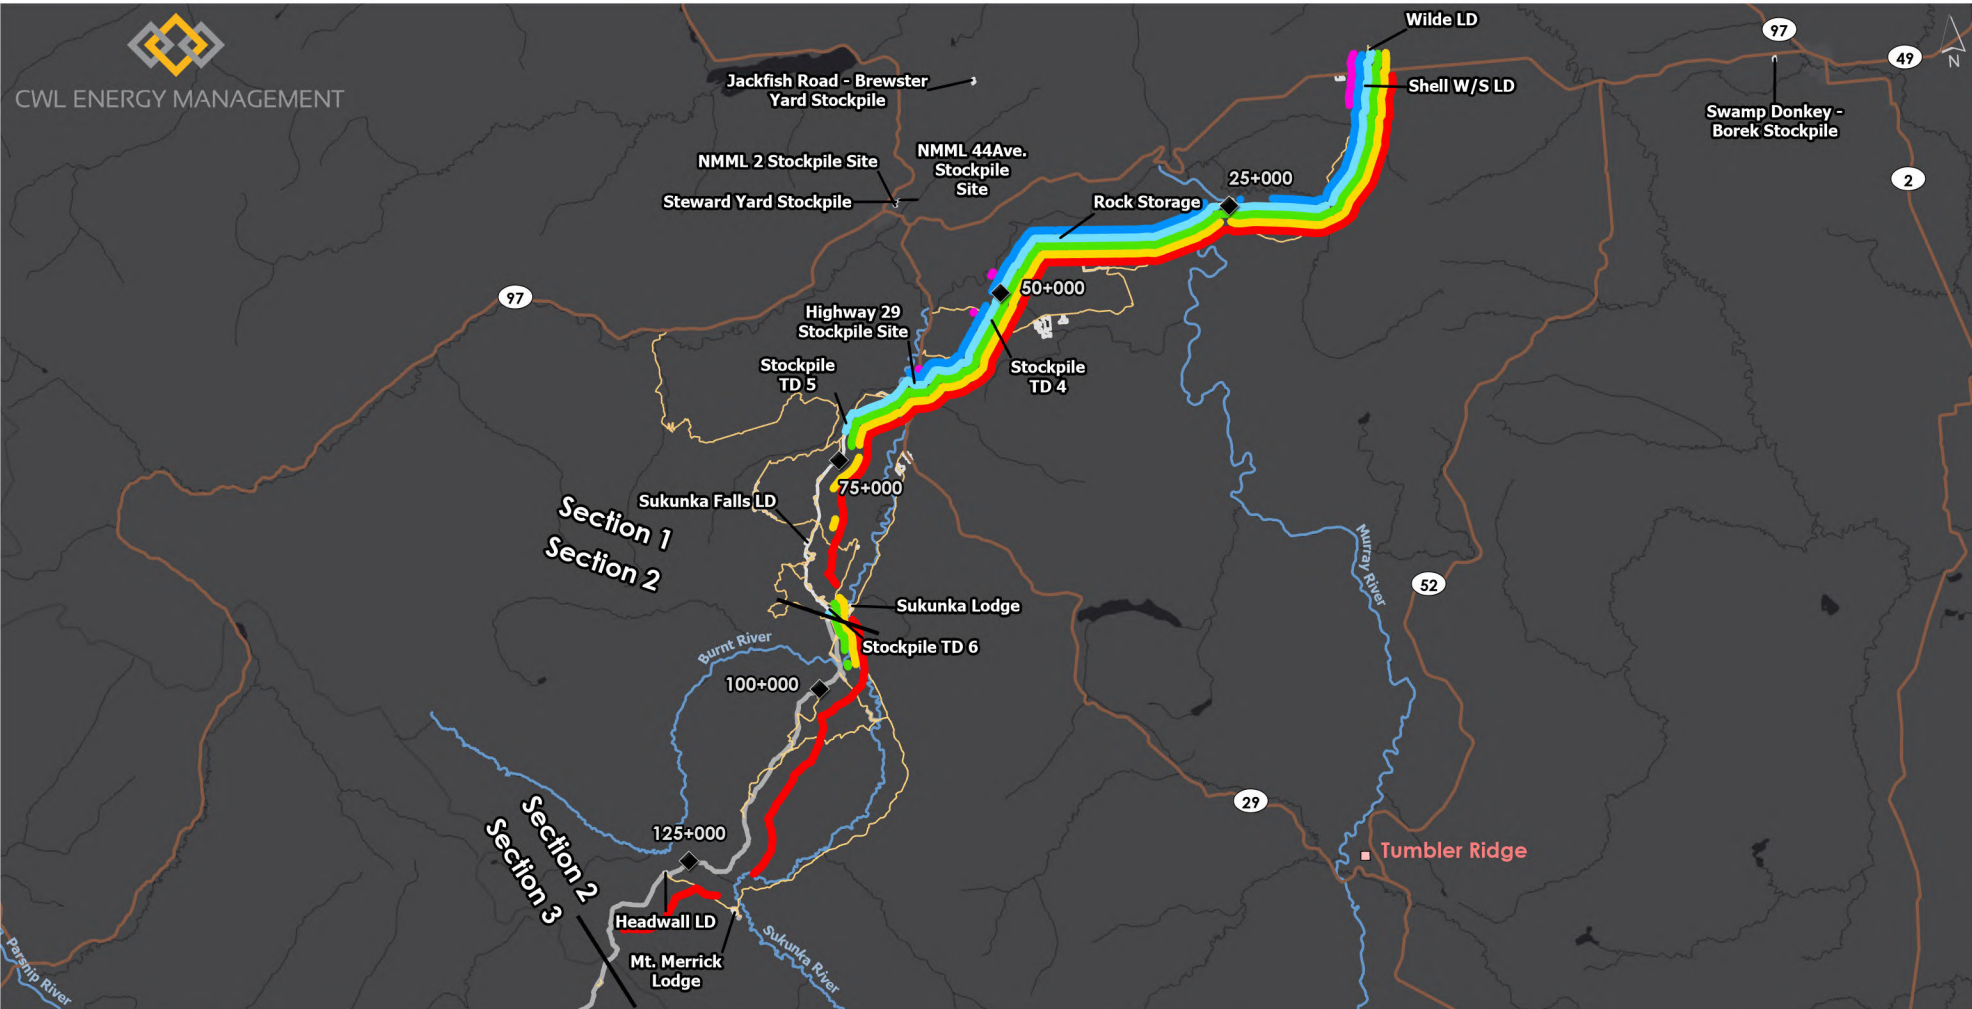 Wilde LD
97
49
N
CWL ENERGY MANAGEMENT
Jackfish Road - Brewster
Yard Stockpile
Shell W/S LD
Swamp Donkey -
Borek Stockpile
NMML 2 Stockpile Site
NMML 44Ave.
Stockpile
Site
Steward Yard Stockpile
25+000
2
Rock Storage
97
50+000
Highway 29
Stockpile Site
Stockpile
TD 5
Stockpile
TD 4
75+000
Sukunka Falls LD
Section 1
Section 2
Murray River
52
Sukunka Lodge
Burnt River
Stockpile TD 6
100+000
29
125+000
Tumbler Ridge
Section 2
Section 3
Headwall LD
Mt. Merrick
Lodge
Sukunka River
Parsnip River